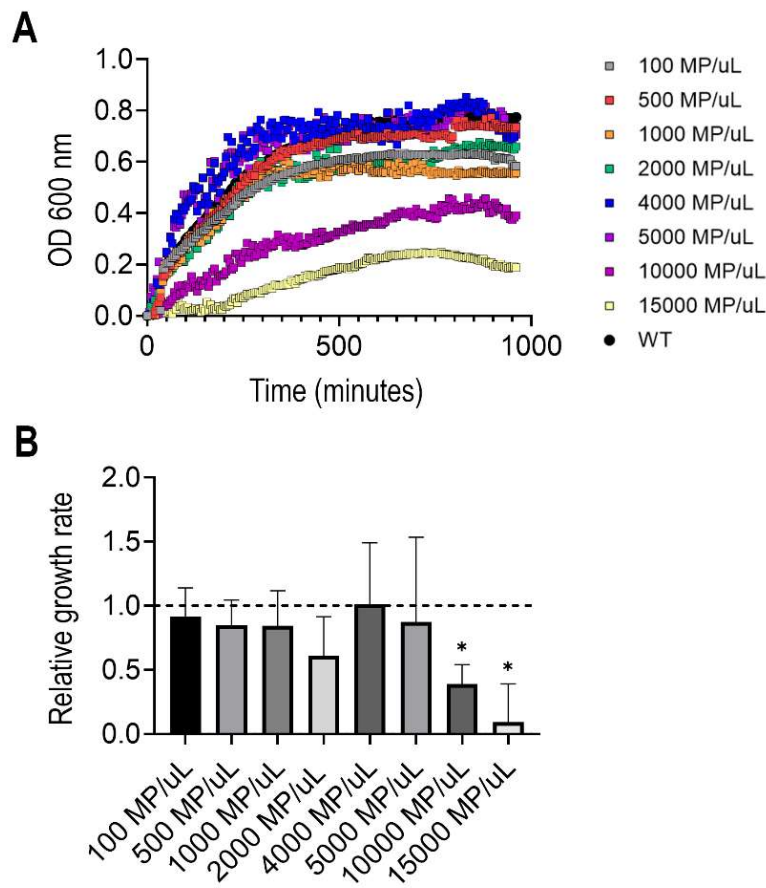 A
1.0
0.8
0.6
0.4
0.2
0.0
OD 600 nm
0
500
1000
Time (minutes)
100 MP/uL
500 MP/uL
1000 MP/uL
2000 MP/uL
4000 MP/uL
5000 MP/uL
10000 MP/uL
15000 MP/uL
WT
B
2.0
1.5
1.0
0.5
0.0
Relative growth rate
*
*
100 MP/uL
500 MP/uL
1000 MP/uL
2000 MP/uL
4000 MP/uL
5000 MP/uL
10000 MP/uL
15000 MP/uL